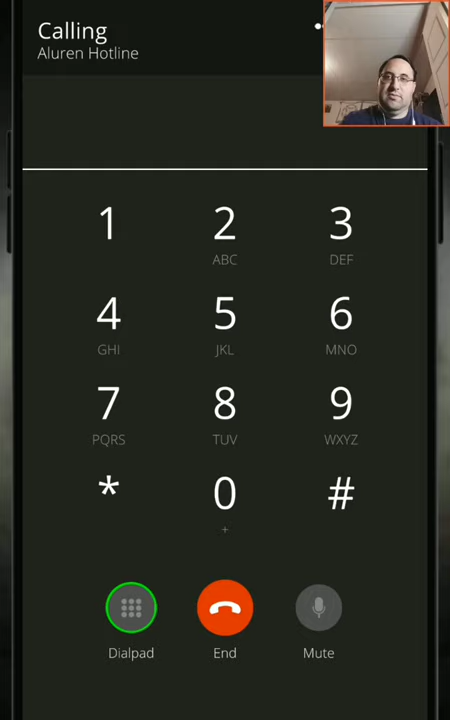 Calling
Aluren Hotline
1 2 3
ABC DEF
4 5 6
GHI JKL MNO
7 8 9
PQRS TUV WXYZ
* 0 #
+
Dialpad End Mute